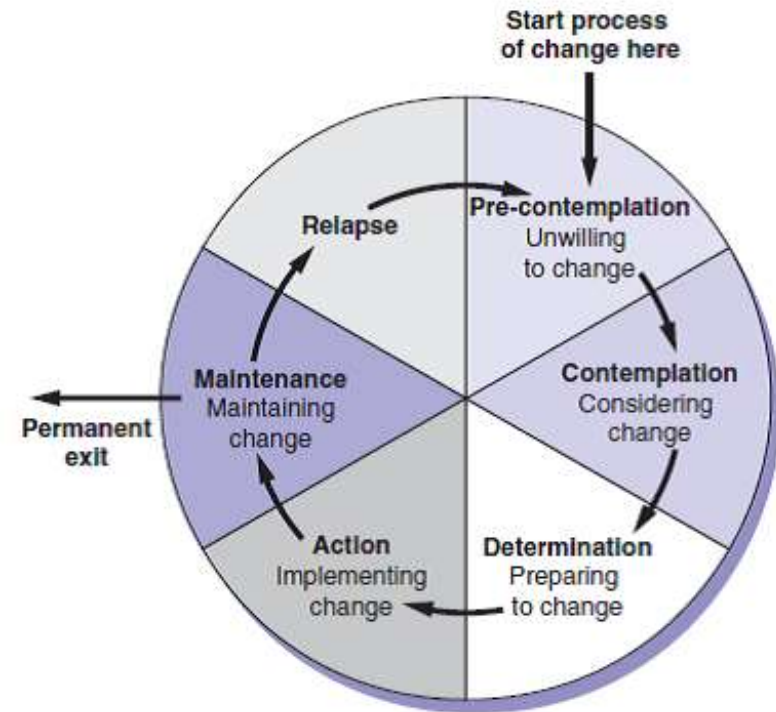 Start process
of change here
Pre-contemplation
Unwilling
to change
Contemplation
Considering
change
Determination
Preparing
to change
Action
Implementing
change
Maintenance
Maintaining
change
Permanent
exit
Relapse